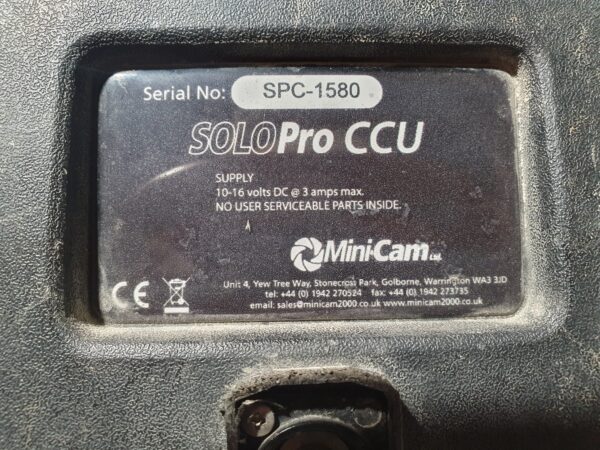 Serial No: SPC-1580
SOLOPro CCU
SUPPLY
10-16 volts DC @ 3 amps max.
NO USER SERVICEABLE PARTS INSIDE.
Mini-Cam Ltd.
CE
Unit 4, Yew Tree Way, Stonecross Park, Golborne, Warrington WA3 3JD
tel: +44 (0) 1942 270524 fax: +44 (0) 1942 273735
email: sales@minicam2000.co.uk www.minicam2000.co.uk